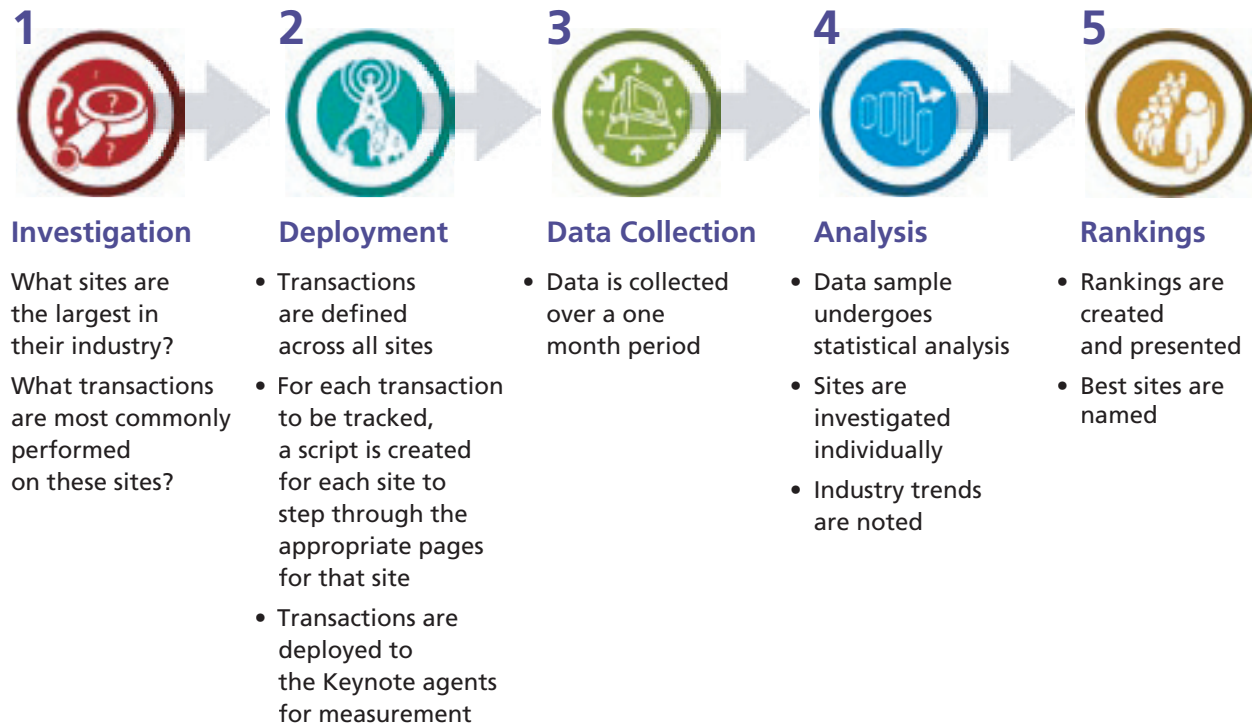 1
Investigation
What sites are
the largest in
their industry?
What transactions
are most commonly
performed
on these sites?
2
Deployment
• Transactions
are defined
across all sites
• For each transaction
to be tracked,
a script is created
for each site to
step through the
appropriate pages
for that site
• Transactions are
deployed to
the Keynote agents
for measurement
3
Data Collection
• Data is collected
over a one
month period
4
Analysis
• Data sample
undergoes
statistical analysis
• Sites are
investigated
individually
• Industry trends
are noted
5
Rankings
• Rankings are
created
and presented
• Best sites are
named